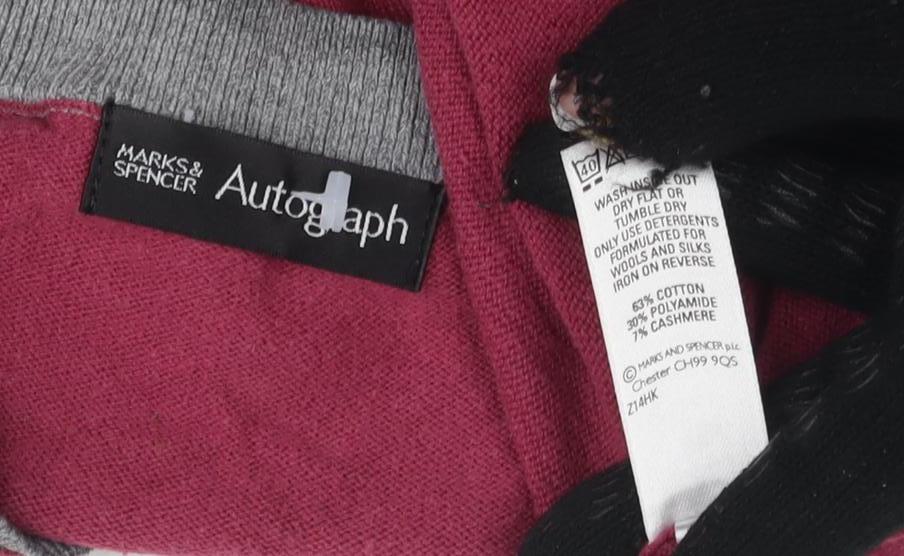 MARKS &
SPENCER
Autograph
40
WASH INSIDE OUT
DRY FLAT OR
TUMBLE DRY
ONLY USE DETERGENTS
FORMULATED FOR
WOOLS AND SILKS
IRON ON REVERSE
63% COTTON
30% POLYAMIDE
7% CASHMERE
© MARKS AND SPENCER p.l.c.
Chester CH99 9QS
Z14HK